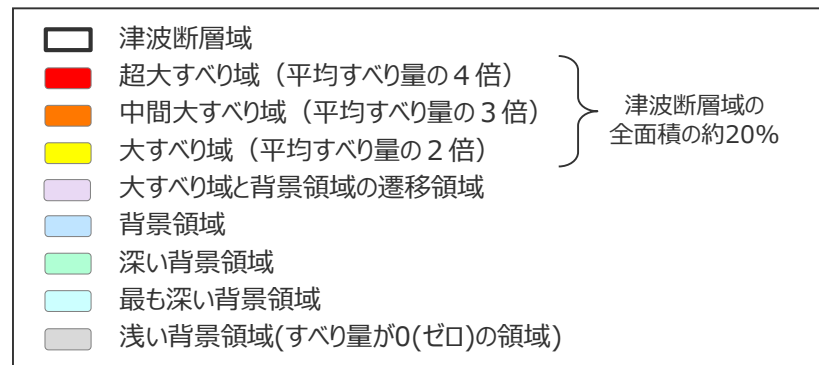 津波断層域
超大すべり域（平均すべり量の４倍）
中間大すべり域（平均すべり量の３倍）
大すべり域（平均すべり量の２倍）
津波断層域の
全面積の約20%
大すべり域と背景領域の遷移領域
背景領域
深い背景領域
最も深い背景領域
浅い背景領域(すべり量が0(ゼロ)の領域)